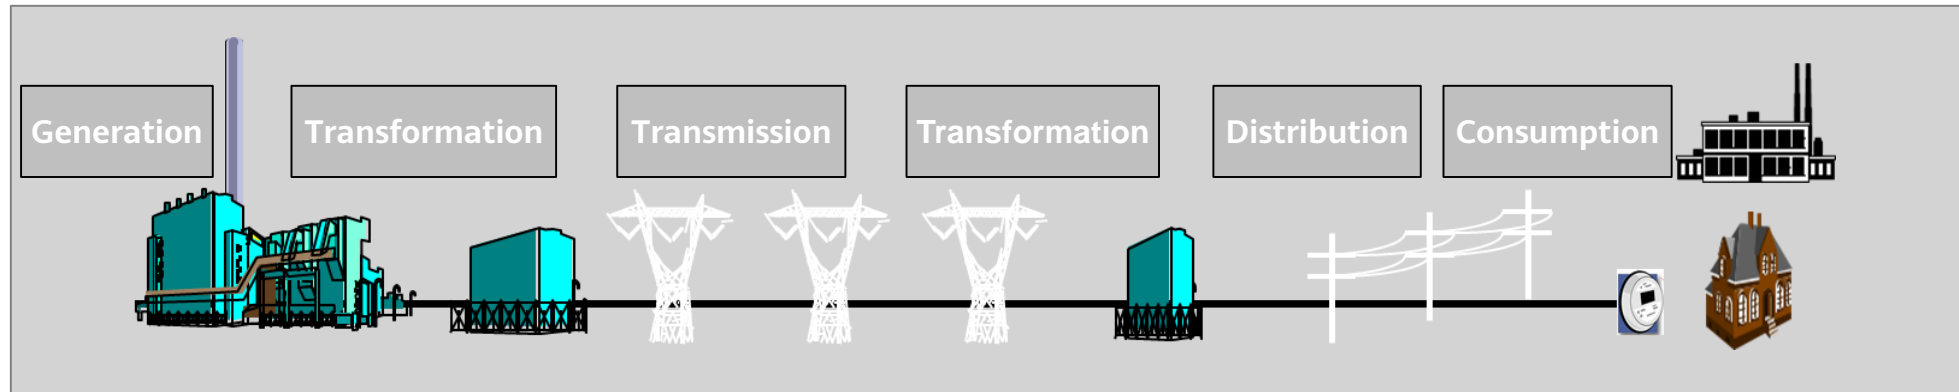 Generation
Transformation
Transmission
Transformation
Distribution
Consumption